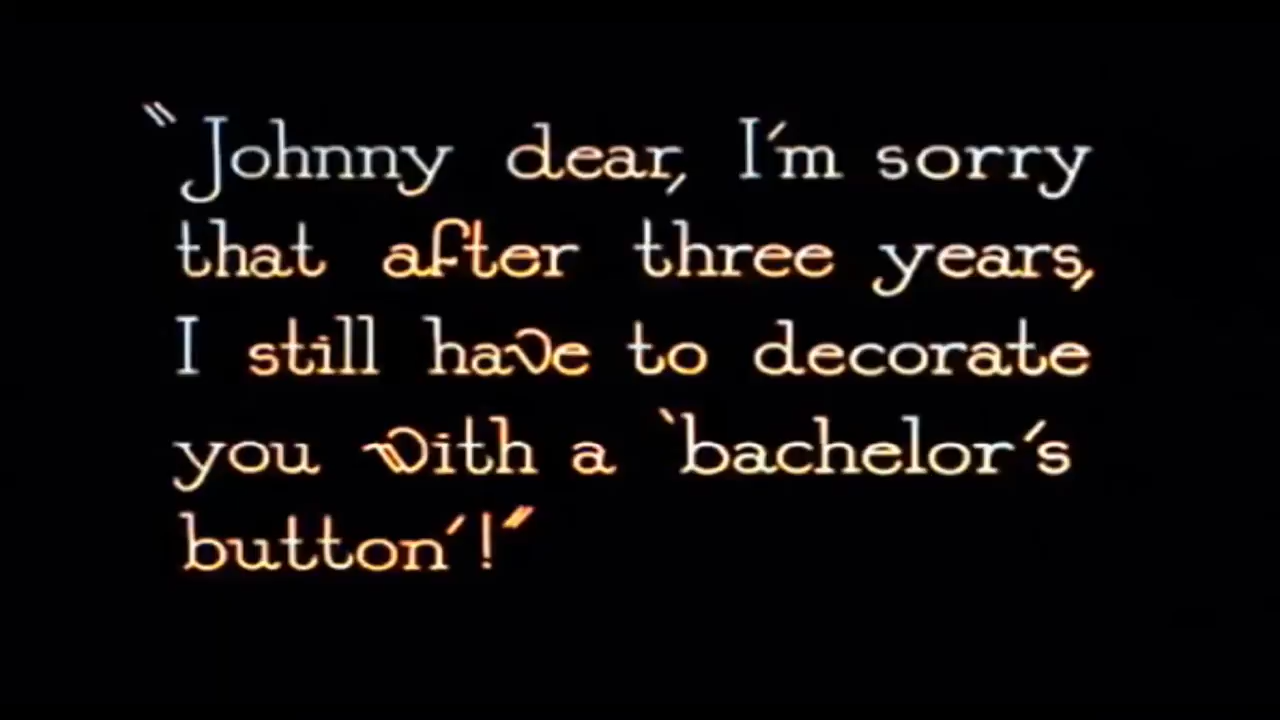 "Johnny dear, I'm sorry
that after three years,
I still have to decorate
you with a 'bachelor's
button'!"